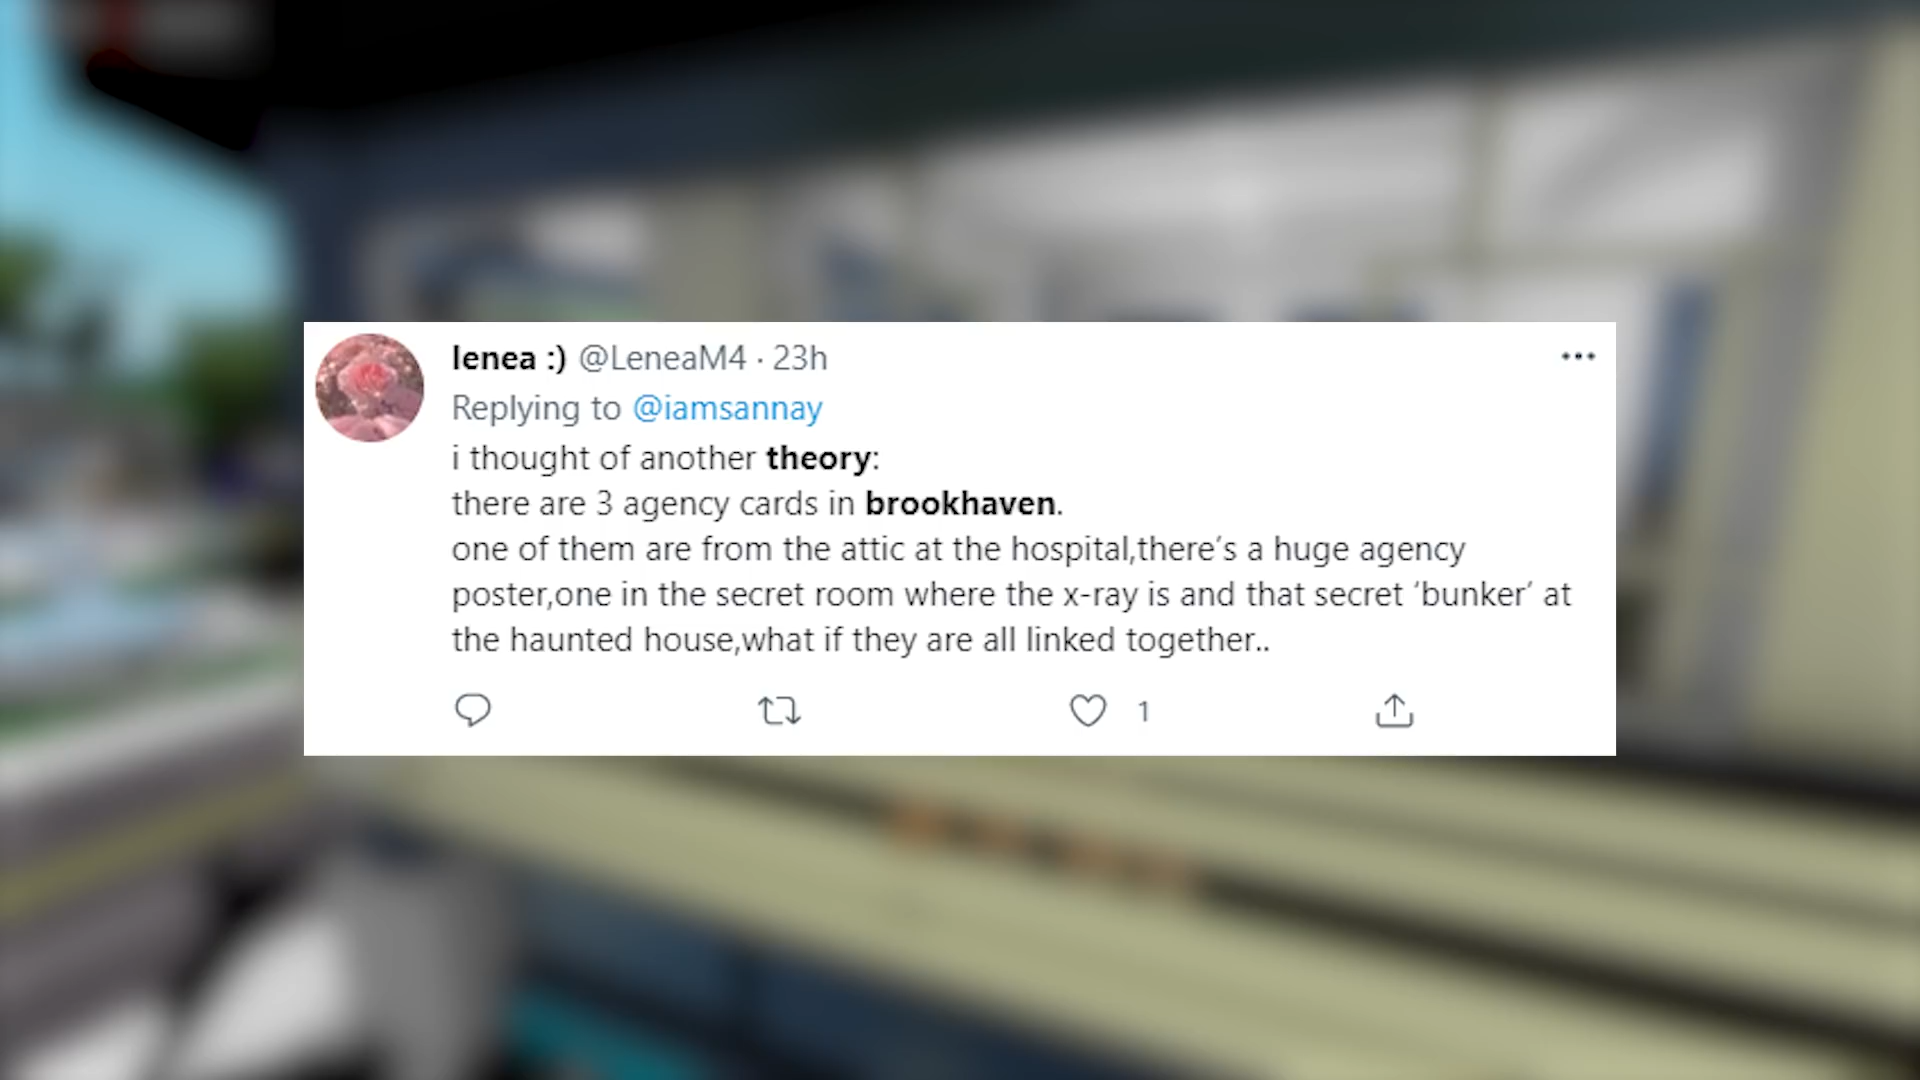 lenea :) @LeneaM4 · 23h
Replying to @iamsannay
i thought of another theory:
there are 3 agency cards in brookhaven.
one of them are from the attic at the hospital,there’s a huge agency
poster,one in the secret room where the x-ray is and that secret ‘bunker’ at
the haunted house,what if they are all linked together..
1